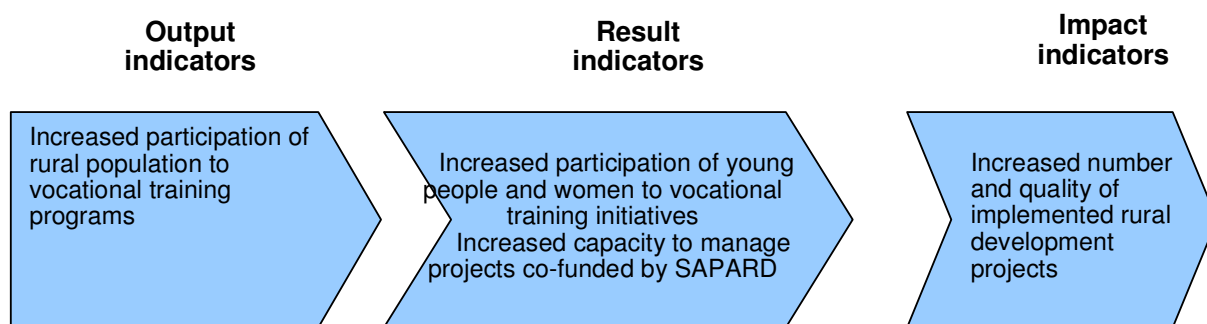 Output
indicators
Result
indicators
Impact
indicators
Increased participation of
rural population to
vocational training
programs
Increased participation of young
people and women to vocational
training initiatives
Increased capacity to manage
projects co-funded by SAPARD
Increased number
and quality of
implemented rural
development
projects